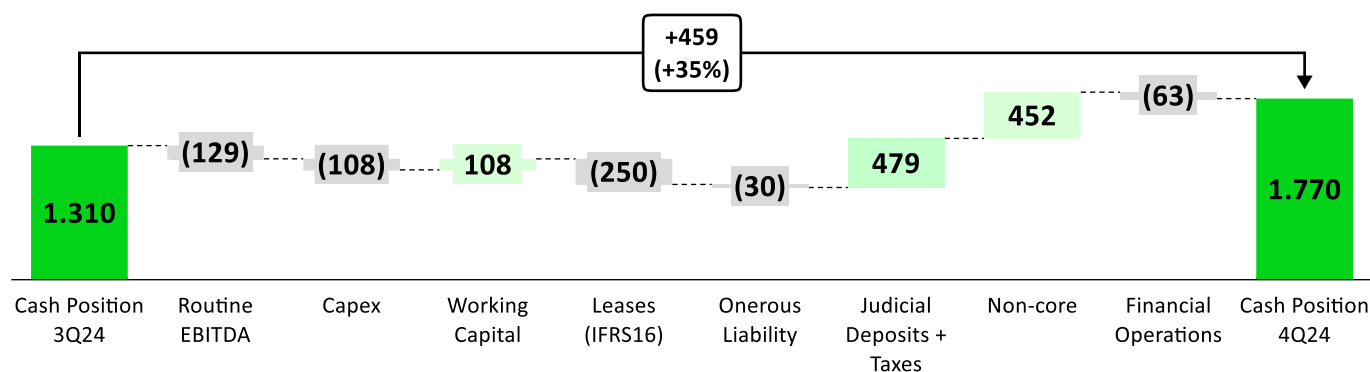 +459
(+35%)
1.310
(129)
(108)
108
(250)
(30)
479
452
(63)
1.770
Cash Position
3Q24
Routine
EBITDA
Capex
Working
Capital
Leases
(IFRS16)
Onerous
Liability
Judicial
Deposits +
Taxes
Non-core
Financial
Operations
Cash Position
4Q24